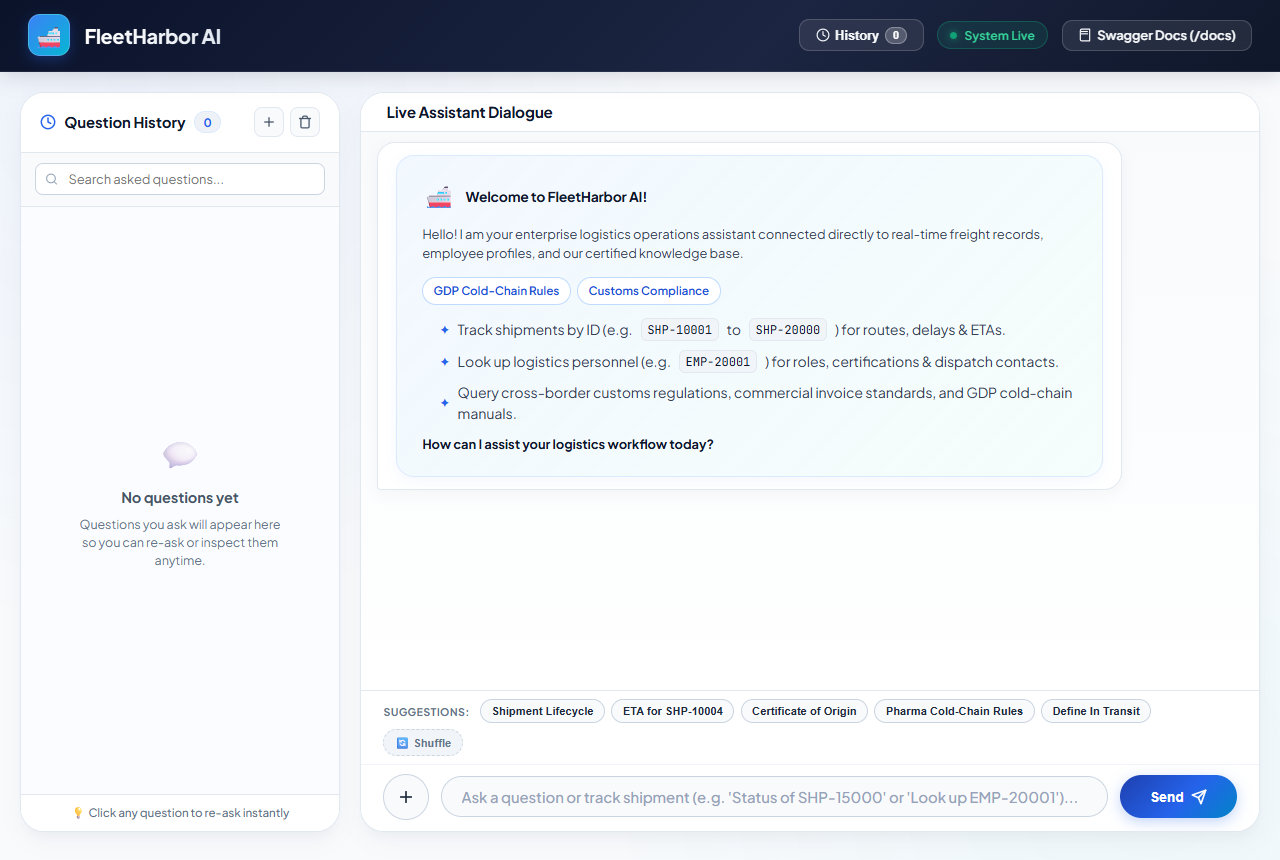 FleetHarbor AI
History 0
System Live
Swagger Docs (/docs)
Question History 0
Search asked questions...
No questions yet
Questions you ask will appear here
so you can re-ask or inspect them
anytime.
Click any question to re-ask instantly
Live Assistant Dialogue
Welcome to FleetHarbor AI!
Hello! I am your enterprise logistics operations assistant connected directly to real-time freight records,
employee profiles, and our certified knowledge base.
GDP Cold-Chain Rules
Customs Compliance
Track shipments by ID (e.g. SHP-10001 to SHP-20000 ) for routes, delays & ETAs.
Look up logistics personnel (e.g. EMP-20001 ) for roles, certifications & dispatch contacts.
Query cross-border customs regulations, commercial invoice standards, and GDP cold-chain
manuals.
How can I assist your logistics workflow today?
SUGGESTIONS:
Shipment Lifecycle
ETA for SHP-10004
Certificate of Origin
Pharma Cold-Chain Rules
Define In Transit
Shuffle
Ask a question or track shipment (e.g. 'Status of SHP-15000' or 'Look up EMP-20001')...
Send